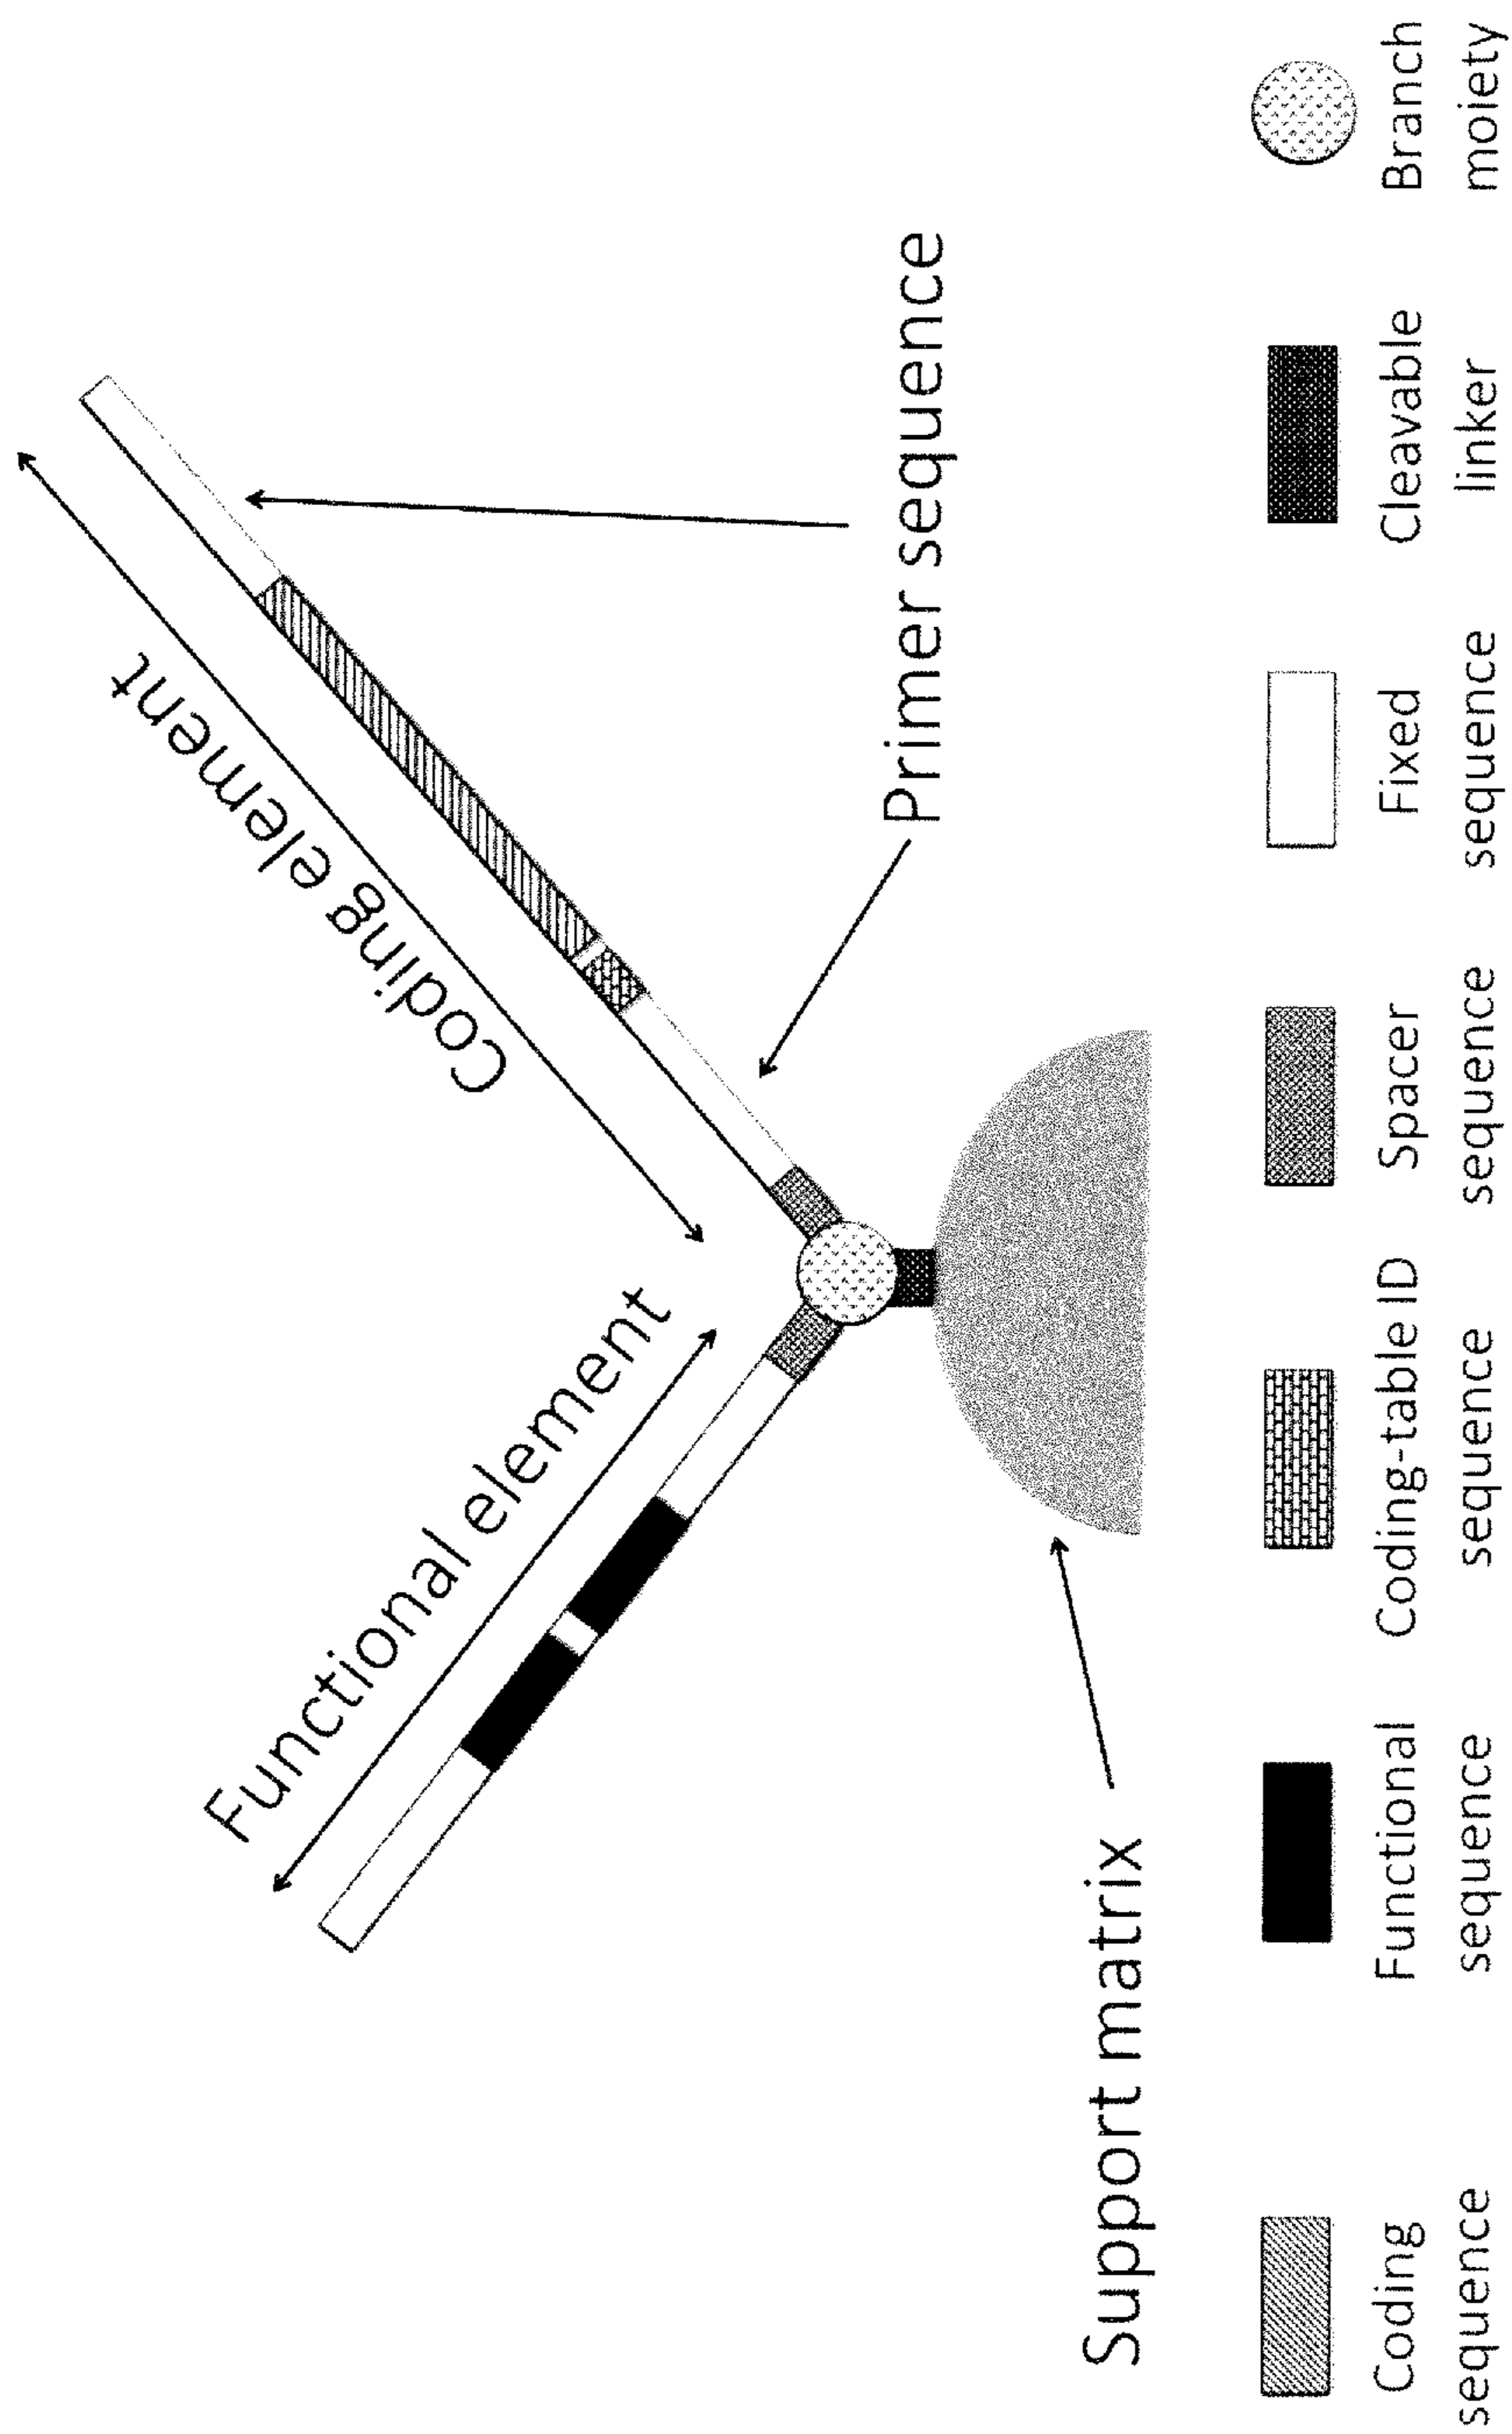 Functional element
Coding element
Primer sequence
Support matrix
Coding
sequence
Functional
sequence
Coding-table ID
sequence
Spacer
sequence
Fixed
sequence
Cleavable
linker
Branch
moiety